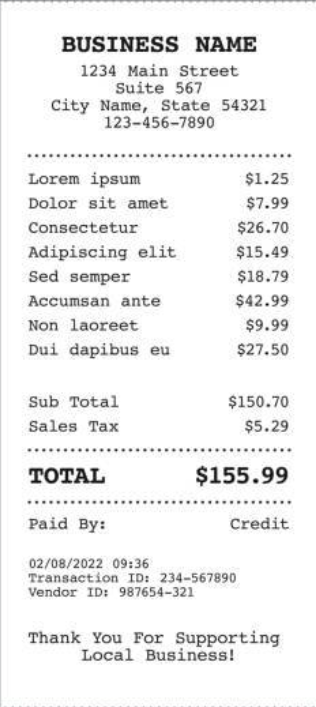 BUSINESS NAME
1234 Main Street
Suite 567
City Name, State 54321
123-456-7890
Lorem ipsum $1.25
Dolor sit amet $7.99
Consectetur $26.70
Adipiscing elit $15.49
Sed semper $18.79
Accumsan ante $42.99
Non laoreet $9.99
Dui dapibus eu $27.50
Sub Total $150.70
Sales Tax $5.29
TOTAL $155.99
Paid By: Credit
02/08/2022 09:36
Transaction ID: 234-567890
Vendor ID: 987654-321
Thank You For Supporting
Local Business!